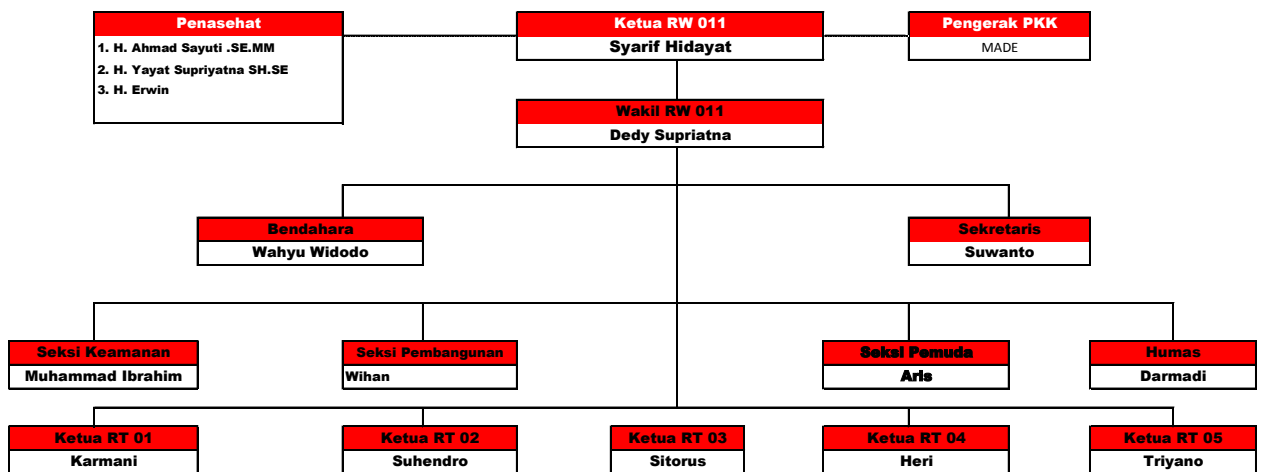 Penasehat
1. H. Ahmad Sayuti .SE.MM
2. H. Yayat Supriyatna SH.SE
3. H. Erwin
Ketua RW 011
Syarif Hidayat
Pengerak PKK
MADE
Wakil RW 011
Dedy Supriatna
Bendahara
Wahyu Widodo
Sekretaris
Suwanto
Seksi Keamanan
Muhammad Ibrahim
Seksi Pembangunan
Wihan
Seksi Pemuda
Aris
Humas
Darmadi
Ketua RT 01
Karmani
Ketua RT 02
Suhendro
Ketua RT 03
Sitorus
Ketua RT 04
Heri
Ketua RT 05
Triyano